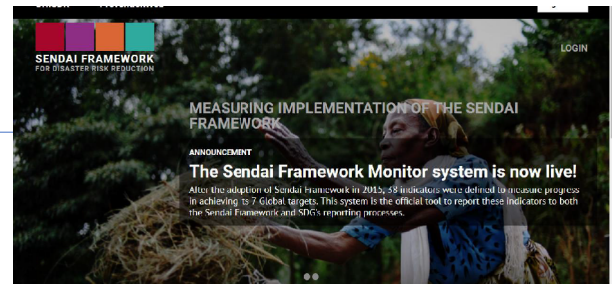 LOGIN
SENDAI FRAMEWORK
FOR DISASTER RISK REDUCTION
MEASURING IMPLEMENTATION OF THE SENDAI
FRAMEWORK
ANNOUNCEMENT
The Sendai Framework Monitor system is now live!
After the adoption of Sendai Framework in 2015, 38 indicators were defined to measure progress
in achieving its 7 Global targets. This system is the official tool to report these indicators to both
the Sendai Framework and SDG's reporting processes.